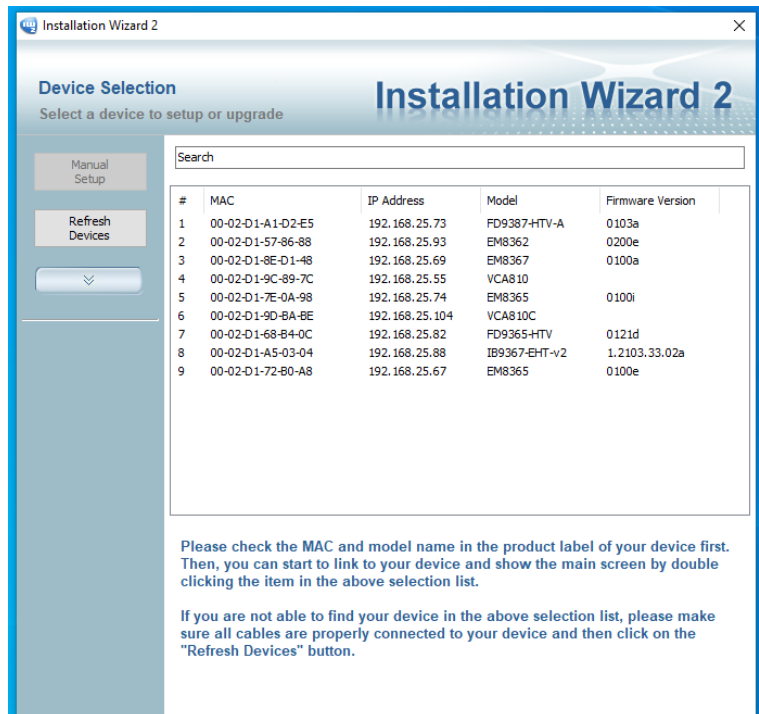 Installation Wizard 2
Device Selection
Select a device to setup or upgrade
Installation Wizard 2
Manual
Setup
Refresh
Devices
Search
# MAC IP Address Model Firmware Version
1 00-02-D1-A1-D2-E5 192.168.25.73 FD9387-HTV-A 0103a
2 00-02-D1-57-86-88 192.168.25.93 EM8362 0200e
3 00-02-D1-8E-D1-48 192.168.25.69 EM8367 0100a
4 00-02-D1-9C-89-7C 192.168.25.55 VCA810
5 00-02-D1-7E-0A-98 192.168.25.74 EM8365 0100i
6 00-02-D1-9D-BA-BE 192.168.25.104 VCA810C
7 00-02-D1-68-B4-0C 192.168.25.82 FD9365-HTV 0121d
8 00-02-D1-A5-03-04 192.168.25.88 IB9367-EHT-v2 1.2103.33.02a
9 00-02-D1-72-B0-A8 192.168.25.67 EM8365 0100e
Please check the MAC and model name in the product label of your device first.
Then, you can start to link to your device and show the main screen by double
clicking the item in the above selection list.
If you are not able to find your device in the above selection list, please make
sure all cables are properly connected to your device and then click on the
"Refresh Devices" button.